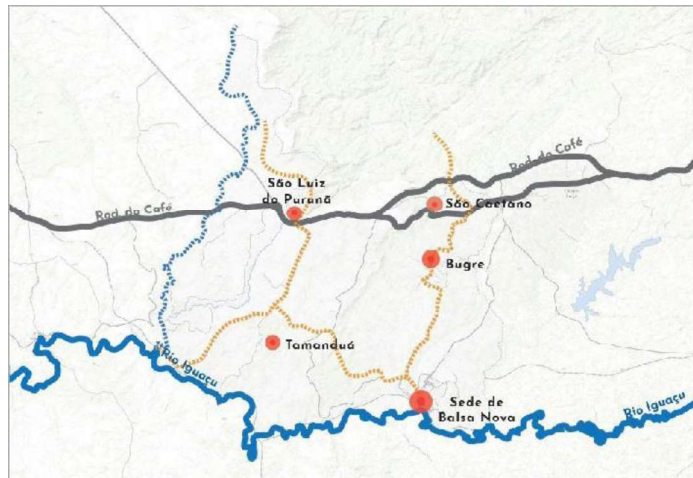 Rod. do Café
São Luiz
do Purunã
São Caetano
Rod. do Café
Bugre
Tamanduá
Rio Iguaçu
Sede de
Balsa Nova
Rio Iguaçu